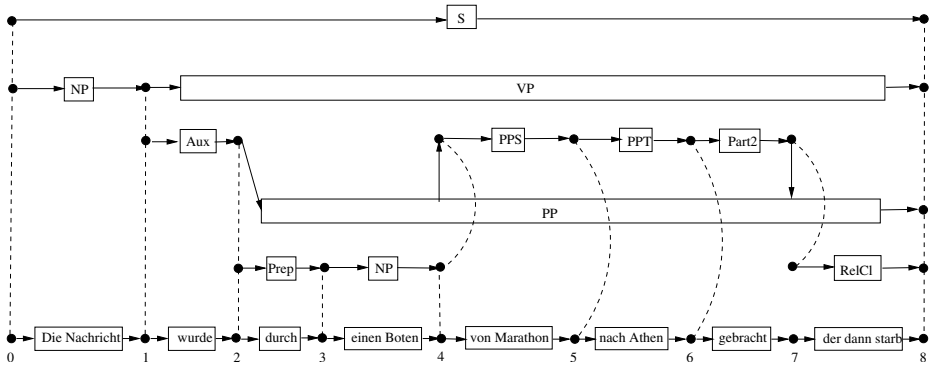 S
NP VP
Aux PPS PPT Part2
PP
Prep NP RelCl
Die Nachricht wurde durch einen Boten von Marathon nach Athen gebracht der dann starb
0 1 2 3 4 5 6 7 8